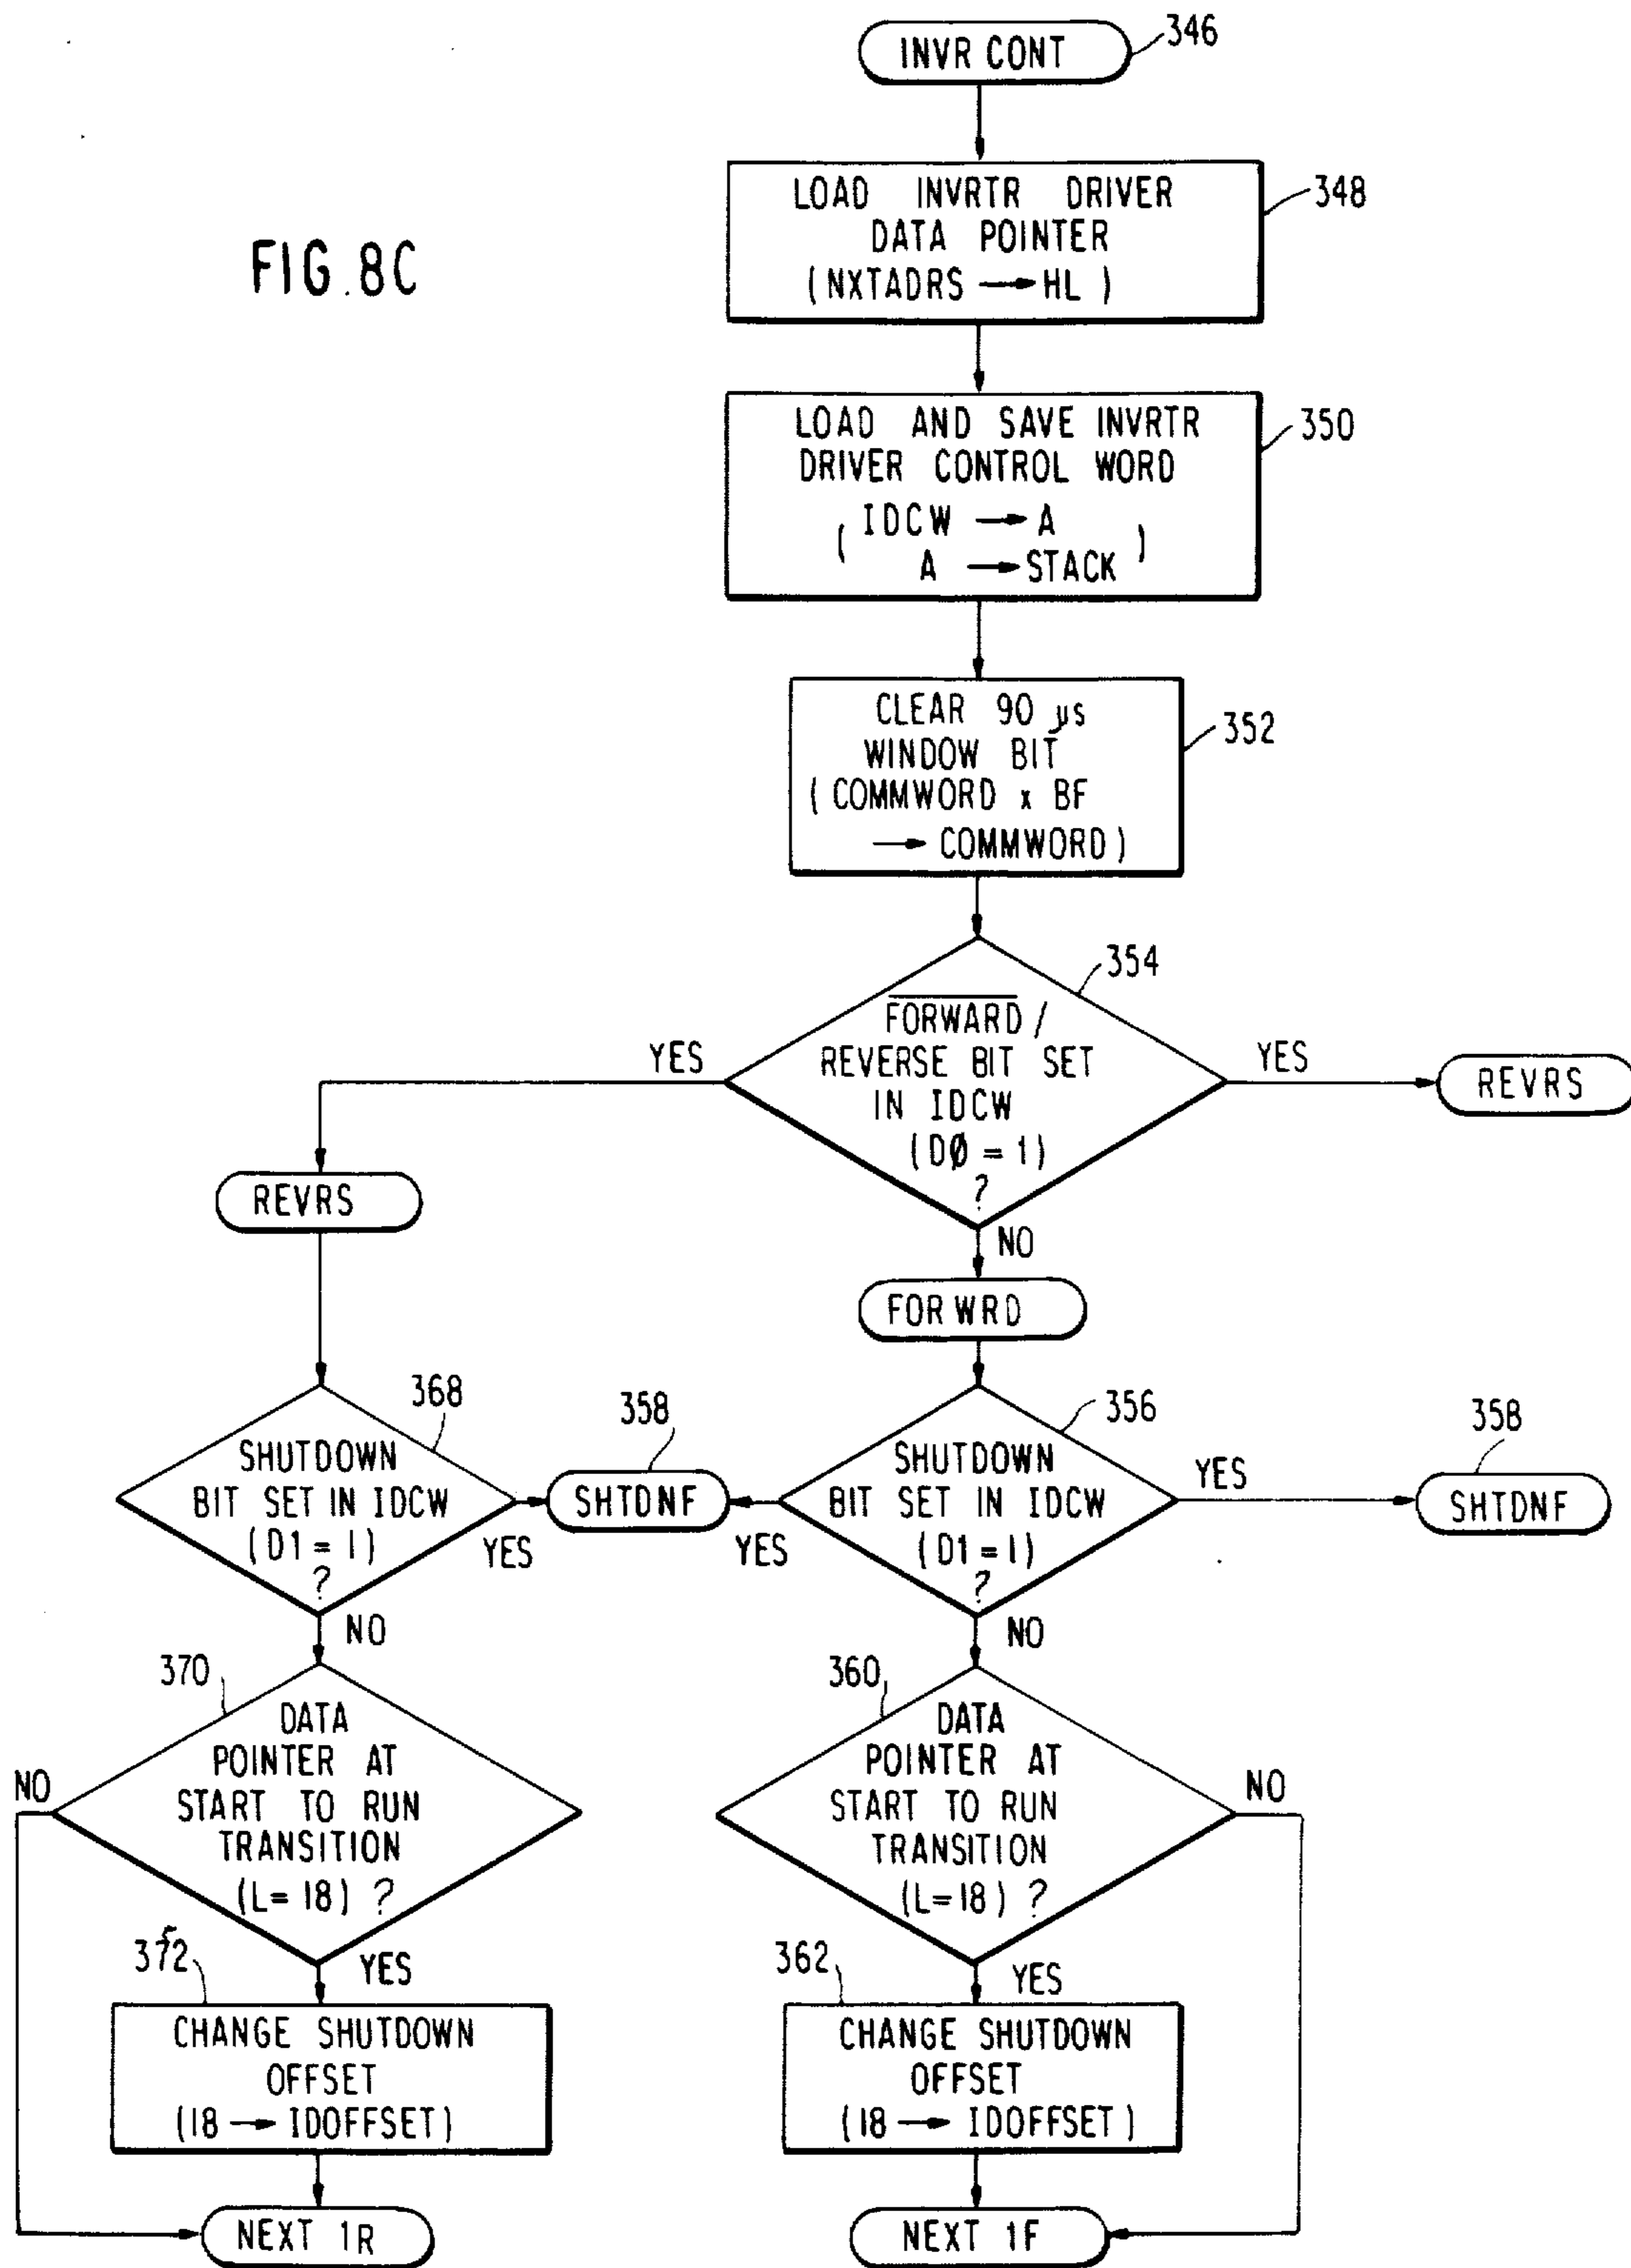 INVR CONT
346
LOAD INVRTR DRIVER
DATA POINTER
(NXTADRS → HL)
348
FIG. 8C
LOAD AND SAVE INVRTR
DRIVER CONTROL WORD
( IDCW → A
A → STACK )
350
CLEAR 90 µs
WINDOW BIT
(COMMWORD x BF
→ COMMWORD)
352
354
FORWARD /
REVERSE BIT SET
IN IDCW
(DØ = 1)
?
YES
YES
REVRS
REVRS
NO
FORWRD
368
SHUTDOWN
BIT SET IN IDCW
(D1 = 1)
?
YES
358
SHTDNF
356
SHUTDOWN
BIT SET IN IDCW
(D1 = 1)
?
YES
YES
358
SHTDNF
NO
NO
370
DATA
POINTER AT
START TO RUN
TRANSITION
(L = 18) ?
NO
360
DATA
POINTER AT
START TO RUN
TRANSITION
(L = 18) ?
NO
YES
YES
372
CHANGE SHUTDOWN
OFFSET
(18 → IDOFFSET)
362
CHANGE SHUTDOWN
OFFSET
(18 → IDOFFSET)
NEXT 1R
NEXT 1F